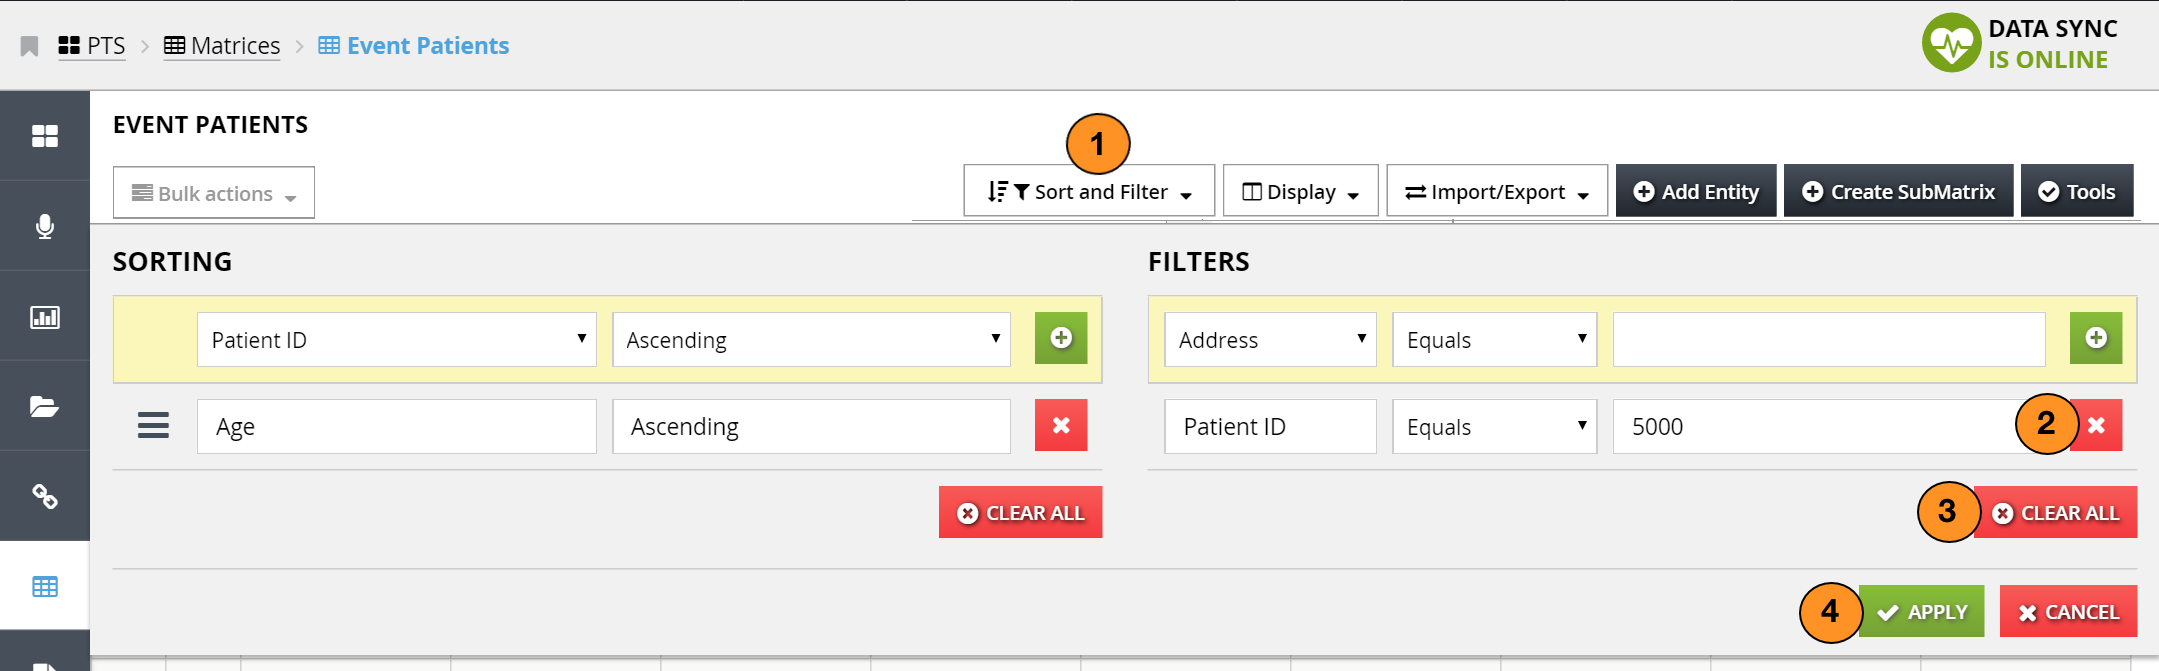 PTS > Matrices > Event Patients
DATA SYNC
IS ONLINE
EVENT PATIENTS
1
Bulk actions
Sort and Filter
Display
Import/Export
Add Entity
Create SubMatrix
Tools
SORTING
FILTERS
Patient ID
Ascending
Address
Equals
Age
Ascending
Patient ID
Equals
5000
2
CLEAR ALL
3
CLEAR ALL
4
APPLY
CANCEL